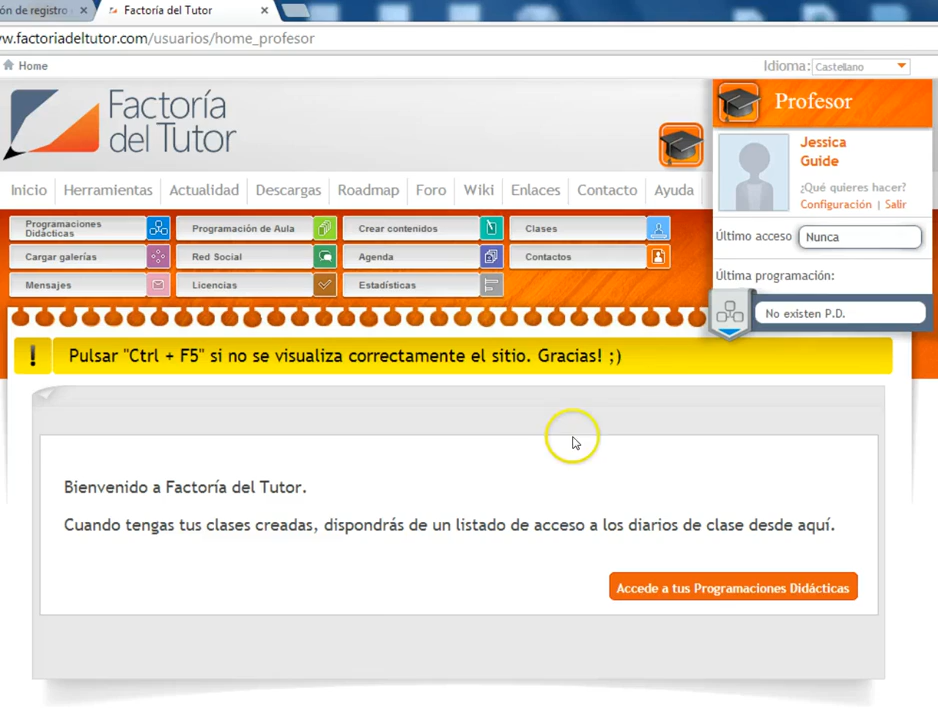 ón de registro
Factoría del Tutor
w.factoriadeltutor.com/usuarios/home_profesor
Home
Idioma: Castellano
Factoría
del Tutor
Profesor
Jessica
Guide
¿Qué quieres hacer?
Configuración | Salir
Inicio Herramientas Actualidad Descargas Roadmap Foro Wiki Enlaces Contacto Ayuda
Último acceso Nunca
Última programación:
No existen P.D.
Programaciones
Didácticas
Programación de Aula
Crear contenidos
Clases
Cargar galerías
Red Social
Agenda
Contactos
Mensajes
Licencias
Estadísticas
! Pulsar "Ctrl + F5" si no se visualiza correctamente el sitio. Gracias! ;)
Bienvenido a Factoría del Tutor.
Cuando tengas tus clases creadas, dispondrás de un listado de acceso a los diarios de clase desde aquí.
Accede a tus Programaciones Didácticas